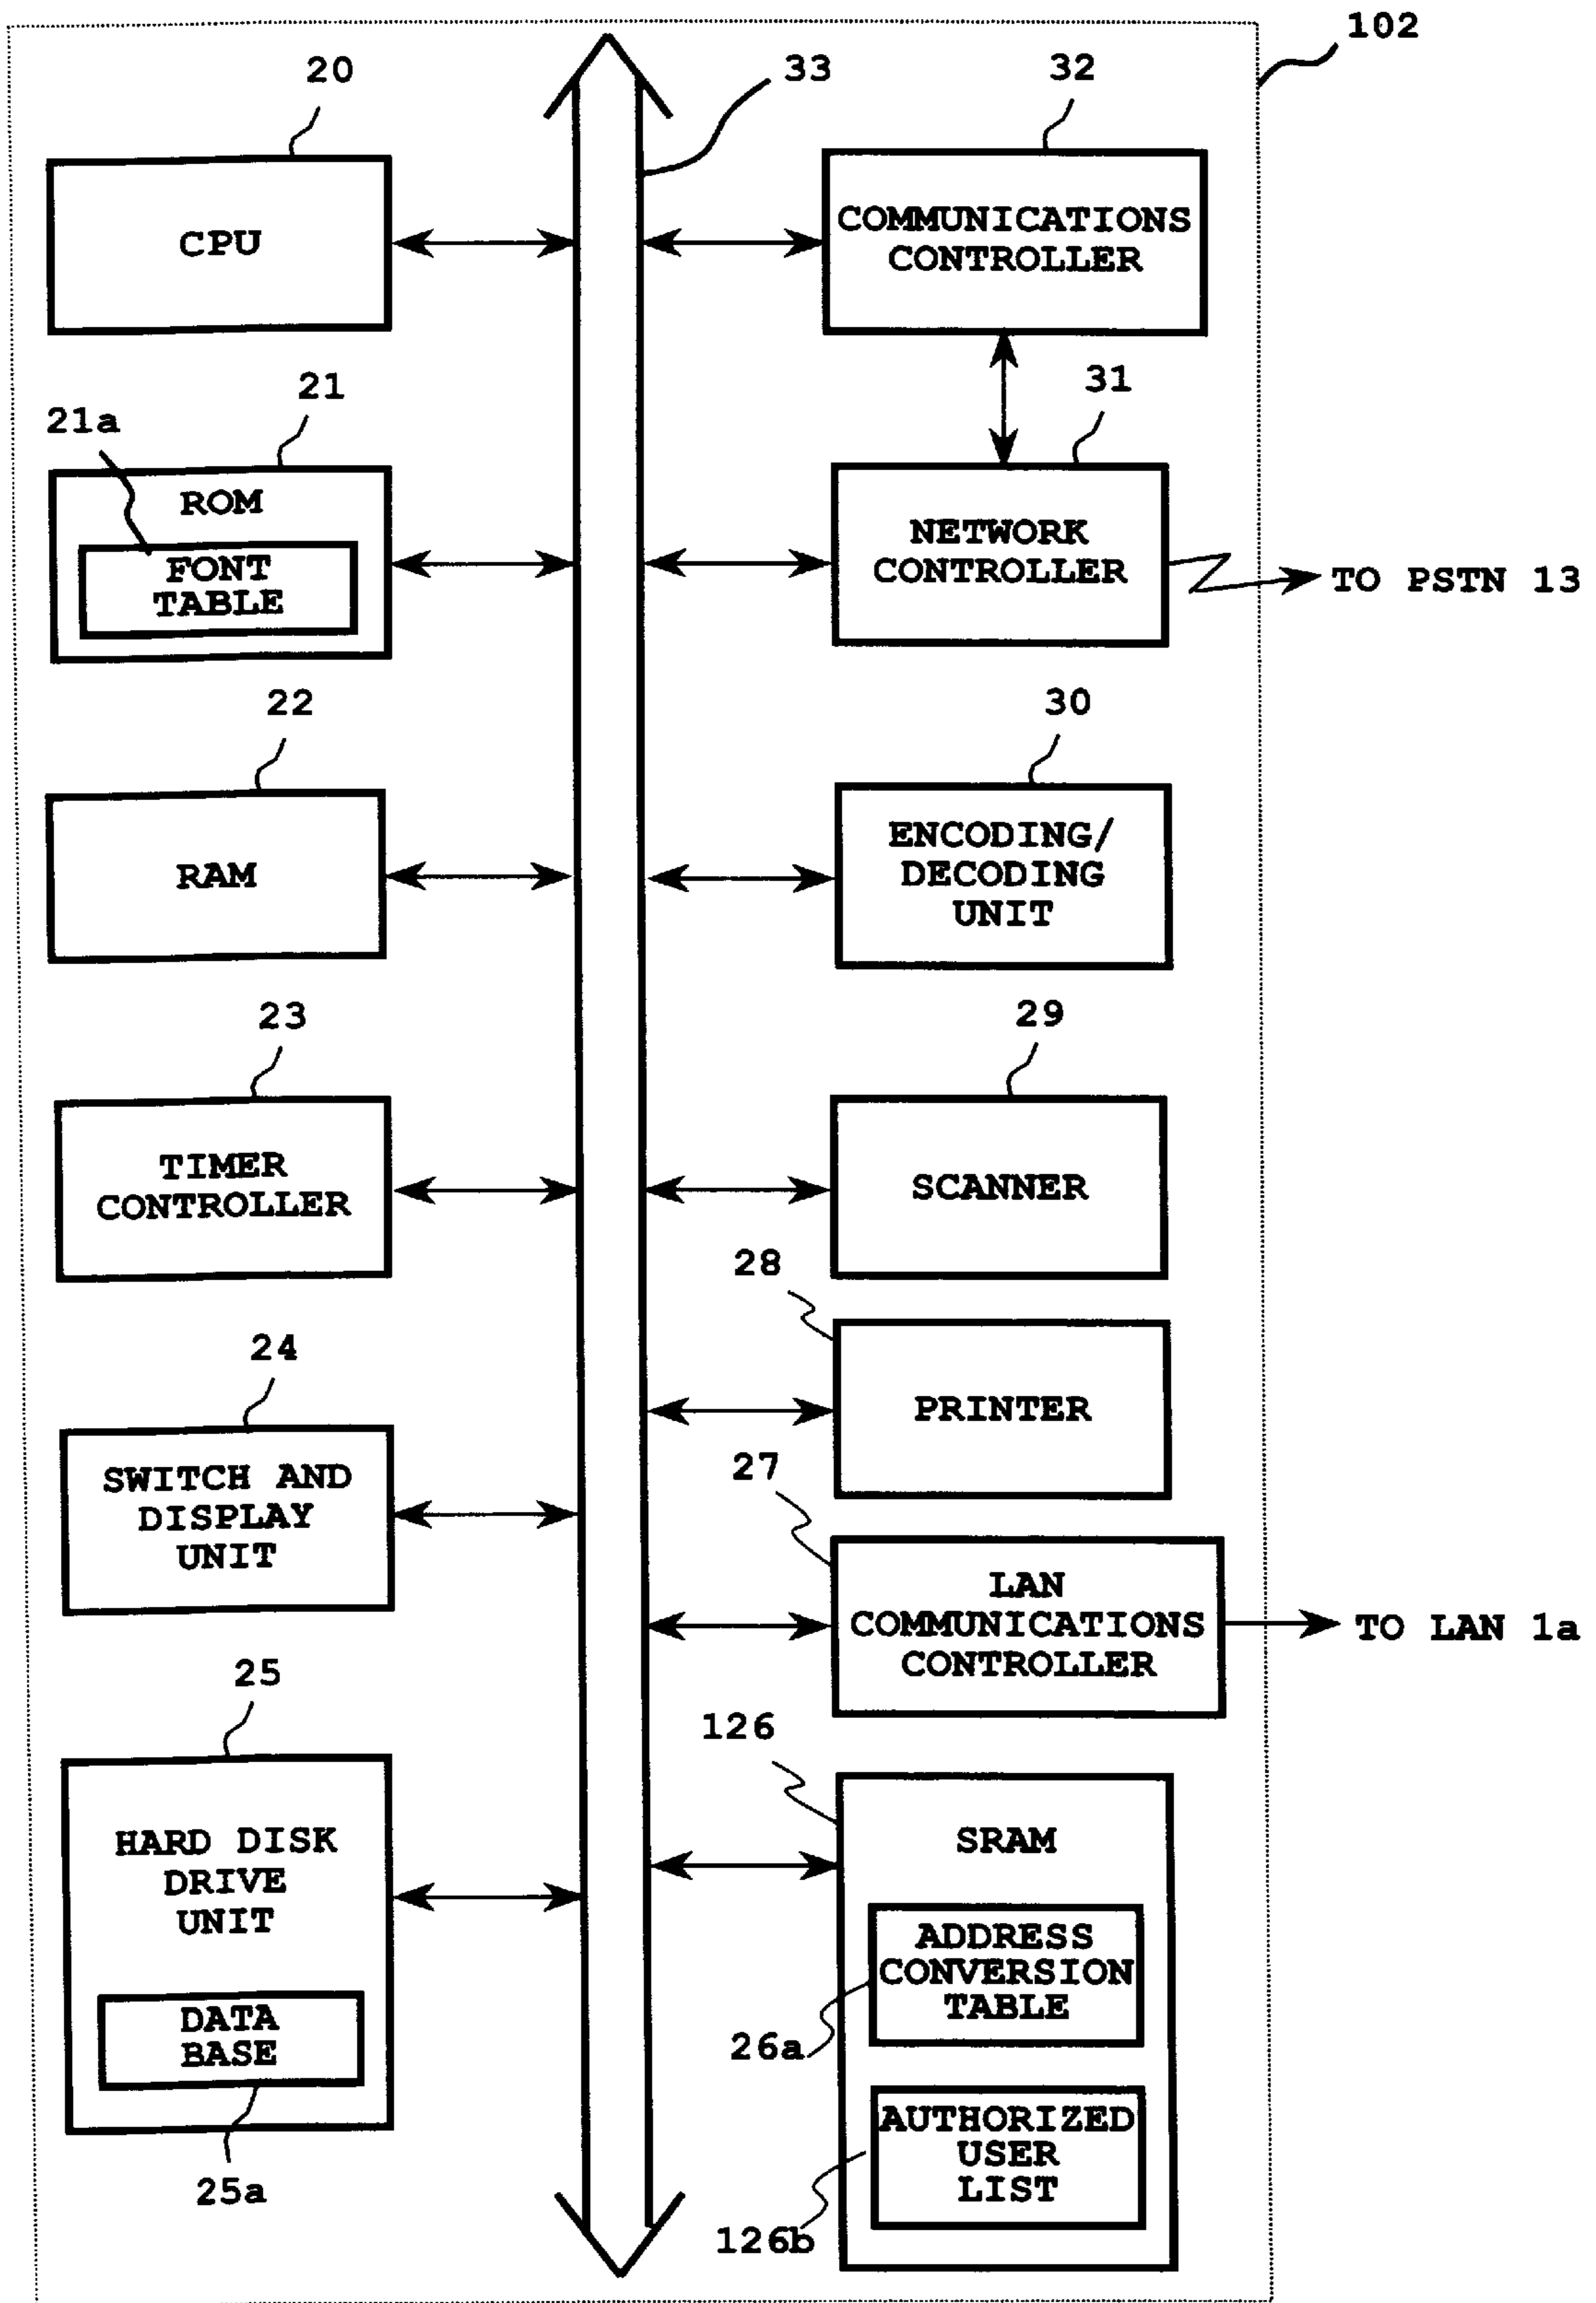 102
20
33
32
CPU
COMMUNICATIONS
CONTROLLER
21
31
21a
ROM
FONT
TABLE
NETWORK
CONTROLLER
TO PSTN 13
22
30
RAM
ENCODING/
DECODING
UNIT
23
29
TIMER
CONTROLLER
SCANNER
28
24
PRINTER
SWITCH AND
DISPLAY
UNIT
27
LAN
COMMUNICATIONS
CONTROLLER
TO LAN 1a
25
126
HARD DISK
DRIVE
UNIT
SRAM
DATA
BASE
ADDRESS
CONVERSION
TABLE
26a
25a
AUTHORIZED
USER
LIST
126b